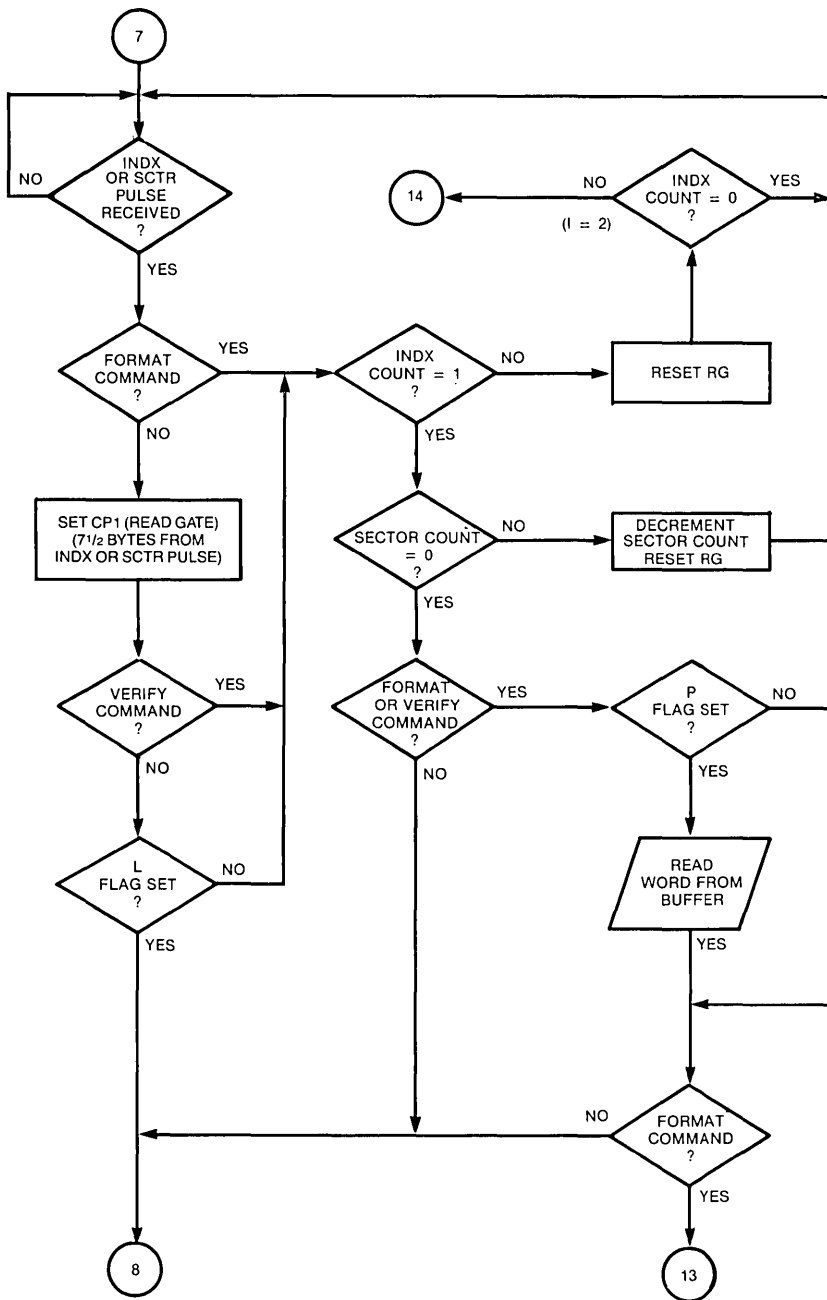 7
INDX
OR SCTR
PULSE
RECEIVED
?
NO
YES
14
NO
(I = 2)
INDX
COUNT = 0
?
YES
FORMAT
COMMAND
?
YES
NO
INDX
COUNT = 1
?
NO
YES
RESET RG
SET CP1 (READ GATE)
(7 1/2 BYTES FROM
INDX OR SCTR PULSE)
SECTOR COUNT
= 0
?
NO
YES
DECREMENT
SECTOR COUNT
RESET RG
VERIFY
COMMAND
?
YES
NO
FORMAT
OR VERIFY
COMMAND
?
YES
NO
P
FLAG SET
?
NO
YES
L
FLAG SET
?
NO
YES
READ
WORD FROM
BUFFER
YES
NO
FORMAT
COMMAND
?
YES
8
13